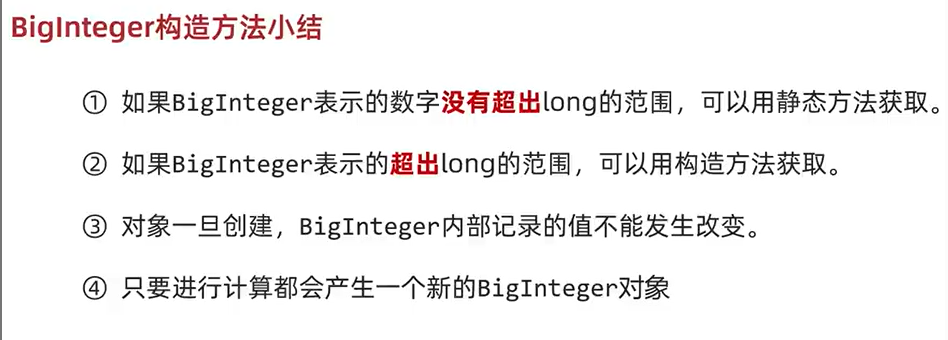 BigInteger构造方法小结
① 如果BigInteger表示的数字没有超出long的范围，可以用静态方法获取。
② 如果BigInteger表示的超出long的范围，可以用构造方法获取。
③ 对象一旦创建，BigInteger内部记录的值不能发生改变。
④ 只要进行计算都会产生一个新的BigInteger对象